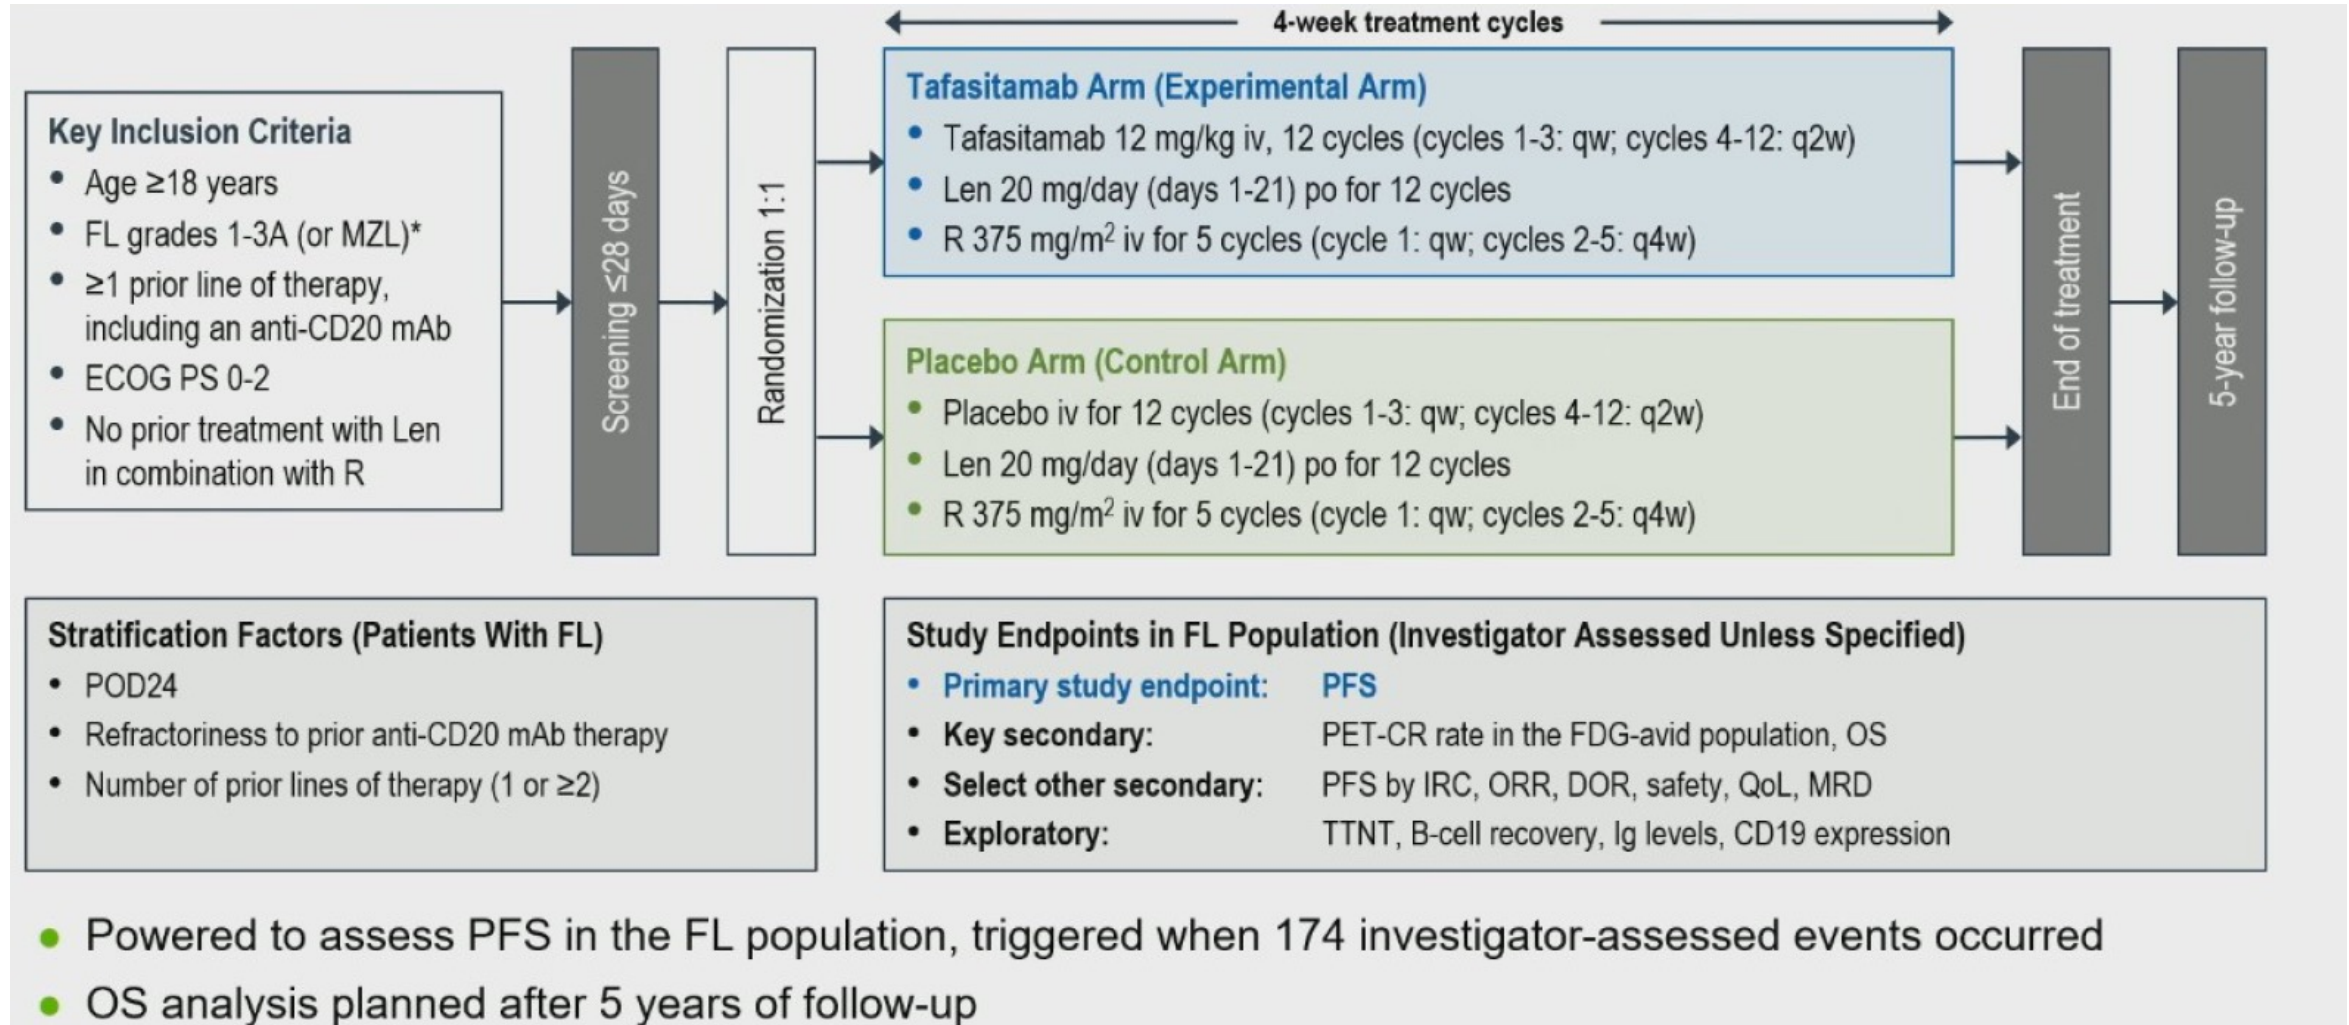 4-week treatment cycles
Key Inclusion Criteria
• Age ≥18 years
• FL grades 1-3A (or MZL)*
• ≥1 prior line of therapy,
including an anti-CD20 mAb
• ECOG PS 0-2
• No prior treatment with Len
in combination with R
Screening ≤28 days
Randomization 1:1
Tafasitamab Arm (Experimental Arm)
• Tafasitamab 12 mg/kg iv, 12 cycles (cycles 1-3: qw; cycles 4-12: q2w)
• Len 20 mg/day (days 1-21) po for 12 cycles
• R 375 mg/m² iv for 5 cycles (cycle 1: qw; cycles 2-5: q4w)
Placebo Arm (Control Arm)
• Placebo iv for 12 cycles (cycles 1-3: qw; cycles 4-12: q2w)
• Len 20 mg/day (days 1-21) po for 12 cycles
• R 375 mg/m² iv for 5 cycles (cycle 1: qw; cycles 2-5: q4w)
End of treatment
5-year follow-up
Stratification Factors (Patients With FL)
• POD24
• Refractoriness to prior anti-CD20 mAb therapy
• Number of prior lines of therapy (1 or ≥2)
Study Endpoints in FL Population (Investigator Assessed Unless Specified)
• Primary study endpoint: PFS
• Key secondary: PET-CR rate in the FDG-avid population, OS
• Select other secondary: PFS by IRC, ORR, DOR, safety, QoL, MRD
• Exploratory: TTNT, B-cell recovery, Ig levels, CD19 expression
• Powered to assess PFS in the FL population, triggered when 174 investigator-assessed events occurred
• OS analysis planned after 5 years of follow-up